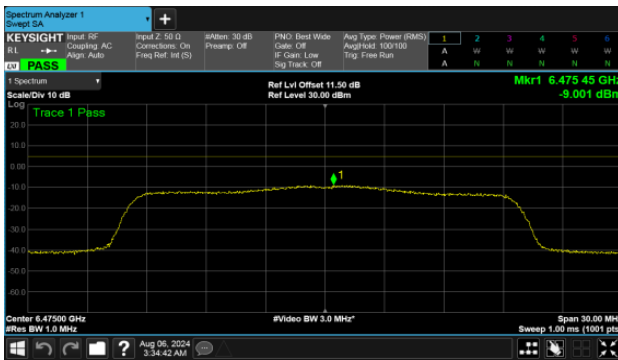 Spectrum Analyzer 1
Swept SA
+
KEYSIGHT Input: RF
RL Coupling: AC
Align: Auto
LXI PASS
Input Z: 50 Ω
Corrections: On
Freq Ref: Int (S)
#Atten: 30 dB
Preamp: Off
PNO: Best Wide
Gate: Off
IF Gain: Low
Sig Track: Off
Avg Type: Power (RMS)
Avg|Hold: 100/100
Trig: Free Run
1 2 3 4 5 6
A W W W W W
A N N N N N
1 Spectrum
Scale/Div 10 dB
Ref Lvl Offset 11.50 dB
Ref Level 30.00 dBm
Mkr1 6.475 45 GHz
-9.001 dBm
Log
Trace 1 Pass
20.0
10.0
0.00
-10.0
1
-20.0
-30.0
-40.0
-50.0
-60.0
Center 6.47500 GHz
#Res BW 1.0 MHz
#Video BW 3.0 MHz*
Span 30.00 MHz
Sweep 1.00 ms (1001 pts)
?
Aug 06, 2024
3:34:42 AM